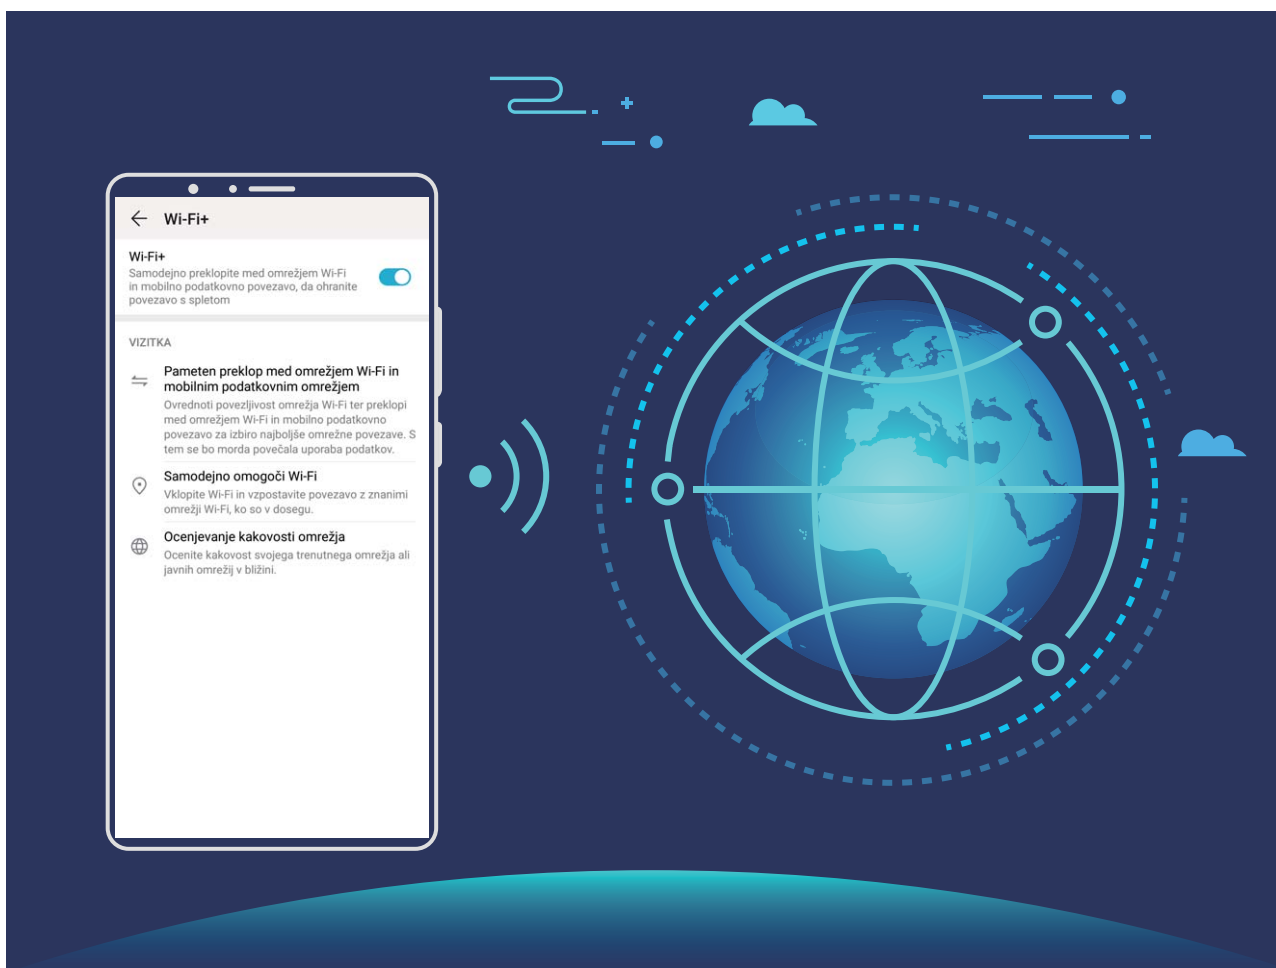 Wi-Fi+
Wi-Fi+
Samodejno preklopite med omrežjem Wi-Fi
in mobilno podatkovno povezavo, da ohranite
povezavo s spletom
VIZITKA
Pameten preklop med omrežjem Wi-Fi in
mobilnim podatkovnim omrežjem
Ovrednoti povezljivost omrežja Wi-Fi ter preklopi
med omrežjem Wi-Fi in mobilno podatkovno
povezavo za izbiro najboljše omrežne povezave. S
tem se bo morda povečala uporaba podatkov.
Samodejno omogoči Wi-Fi
Vklopite Wi-Fi in vzpostavite povezavo z znanimi
omrežji Wi-Fi, ko so v dosegu.
Ocenjevanje kakovosti omrežja
Ocenite kakovost svojega trenutnega omrežja ali
javnih omrežij v bližini.